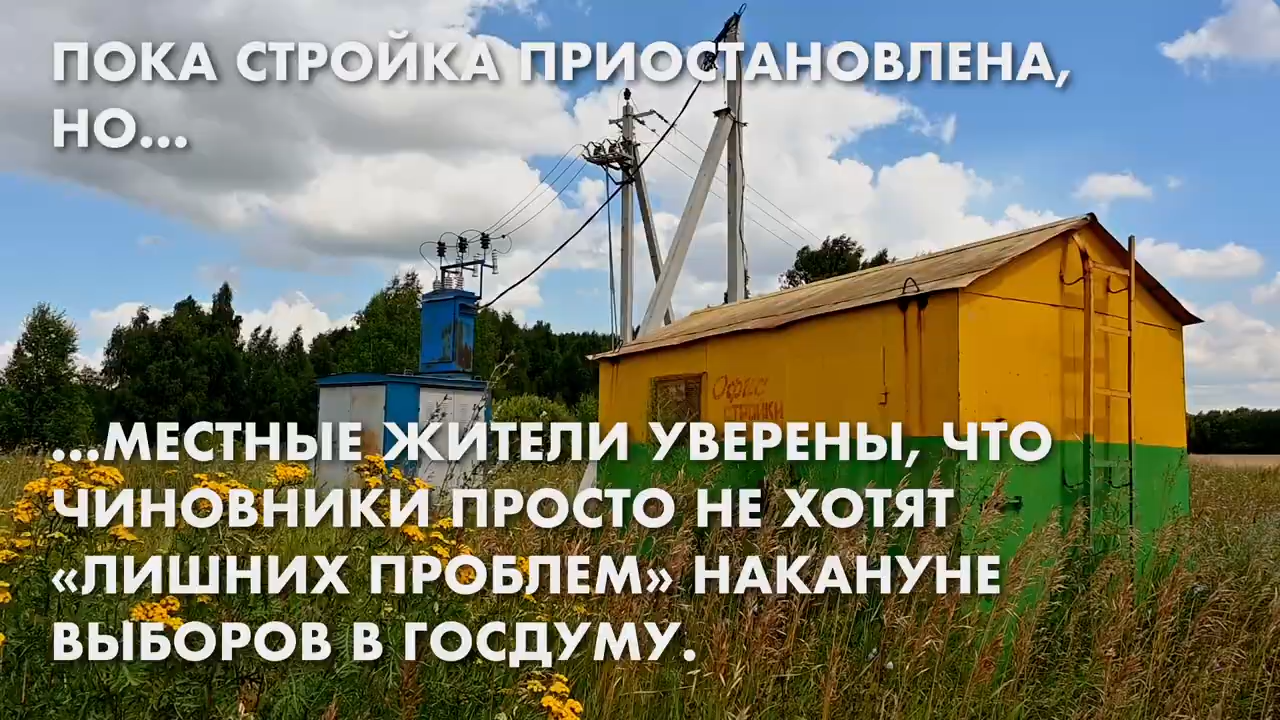 ПОКА СТРОЙКА ПРИОСТАНОВЛЕНА,
НО...
Офис
СТРОЙКИ
...МЕСТНЫЕ ЖИТЕЛИ УВЕРЕНЫ, ЧТО
ЧИНОВНИКИ ПРОСТО НЕ ХОТЯТ
«ЛИШНИХ ПРОБЛЕМ» НАКАНУНЕ
ВЫБОРОВ В ГОСДУМУ.